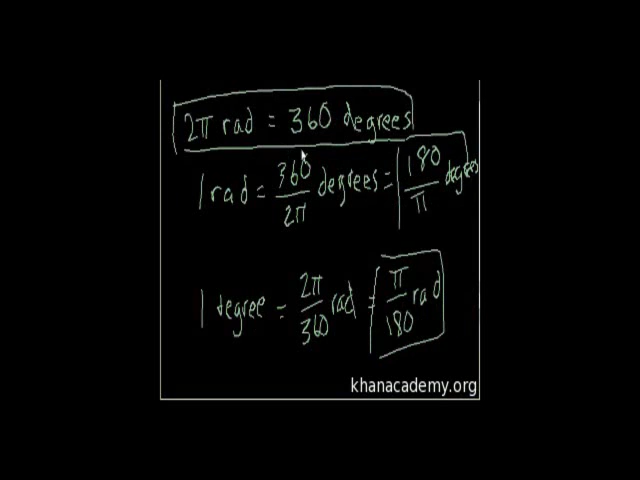 2π rad = 360 degrees
1 rad = 360/2π degrees = 180/π degrees
1 degree = 2π/360 rad = π/180 rad
khanacademy.org